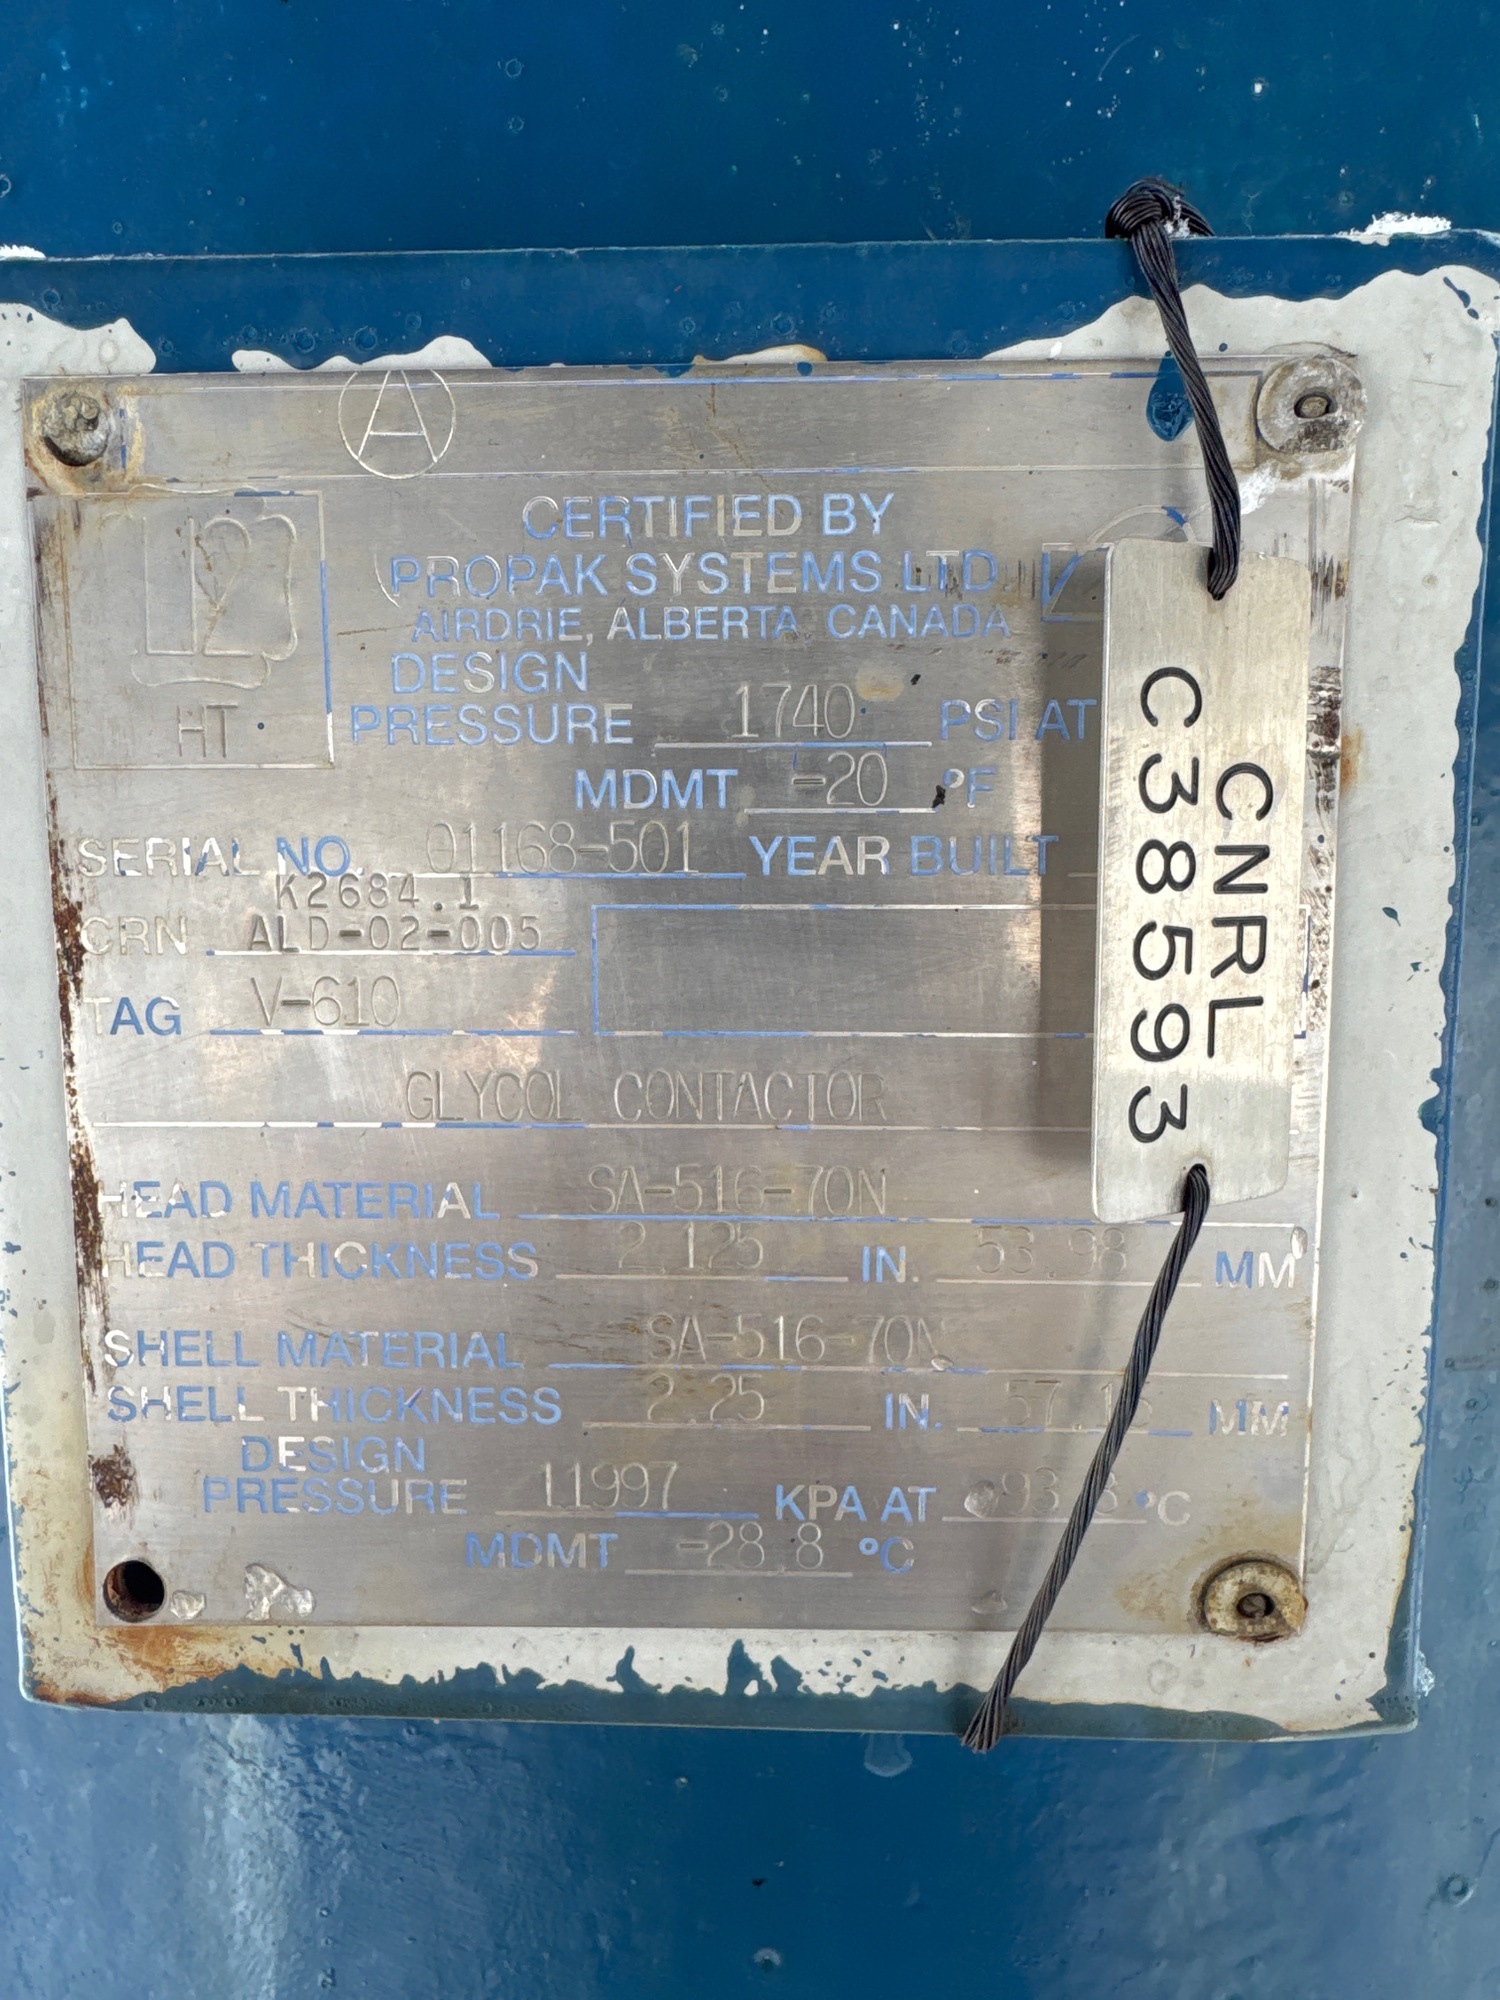 A
U2
HT
CERTIFIED BY
PROPAK SYSTEMS LTD.
AIRDRIE, ALBERTA, CANADA
DESIGN
PRESSURE 1740 PSI AT
MDMT -20 °F
SERIAL NO. 01168-501 YEAR BUILT
K2684.1
CRN ALD-02-005
TAG V-610
GLYCOL CONTACTOR
HEAD MATERIAL SA-516-70N
HEAD THICKNESS 2.125 IN. 53.98 MM
SHELL MATERIAL SA-516-70N
SHELL THICKNESS 2.25 IN. MM
DESIGN
PRESSURE 11997 KPA AT °C
MDMT -28.8 °C
CNRL
C38593